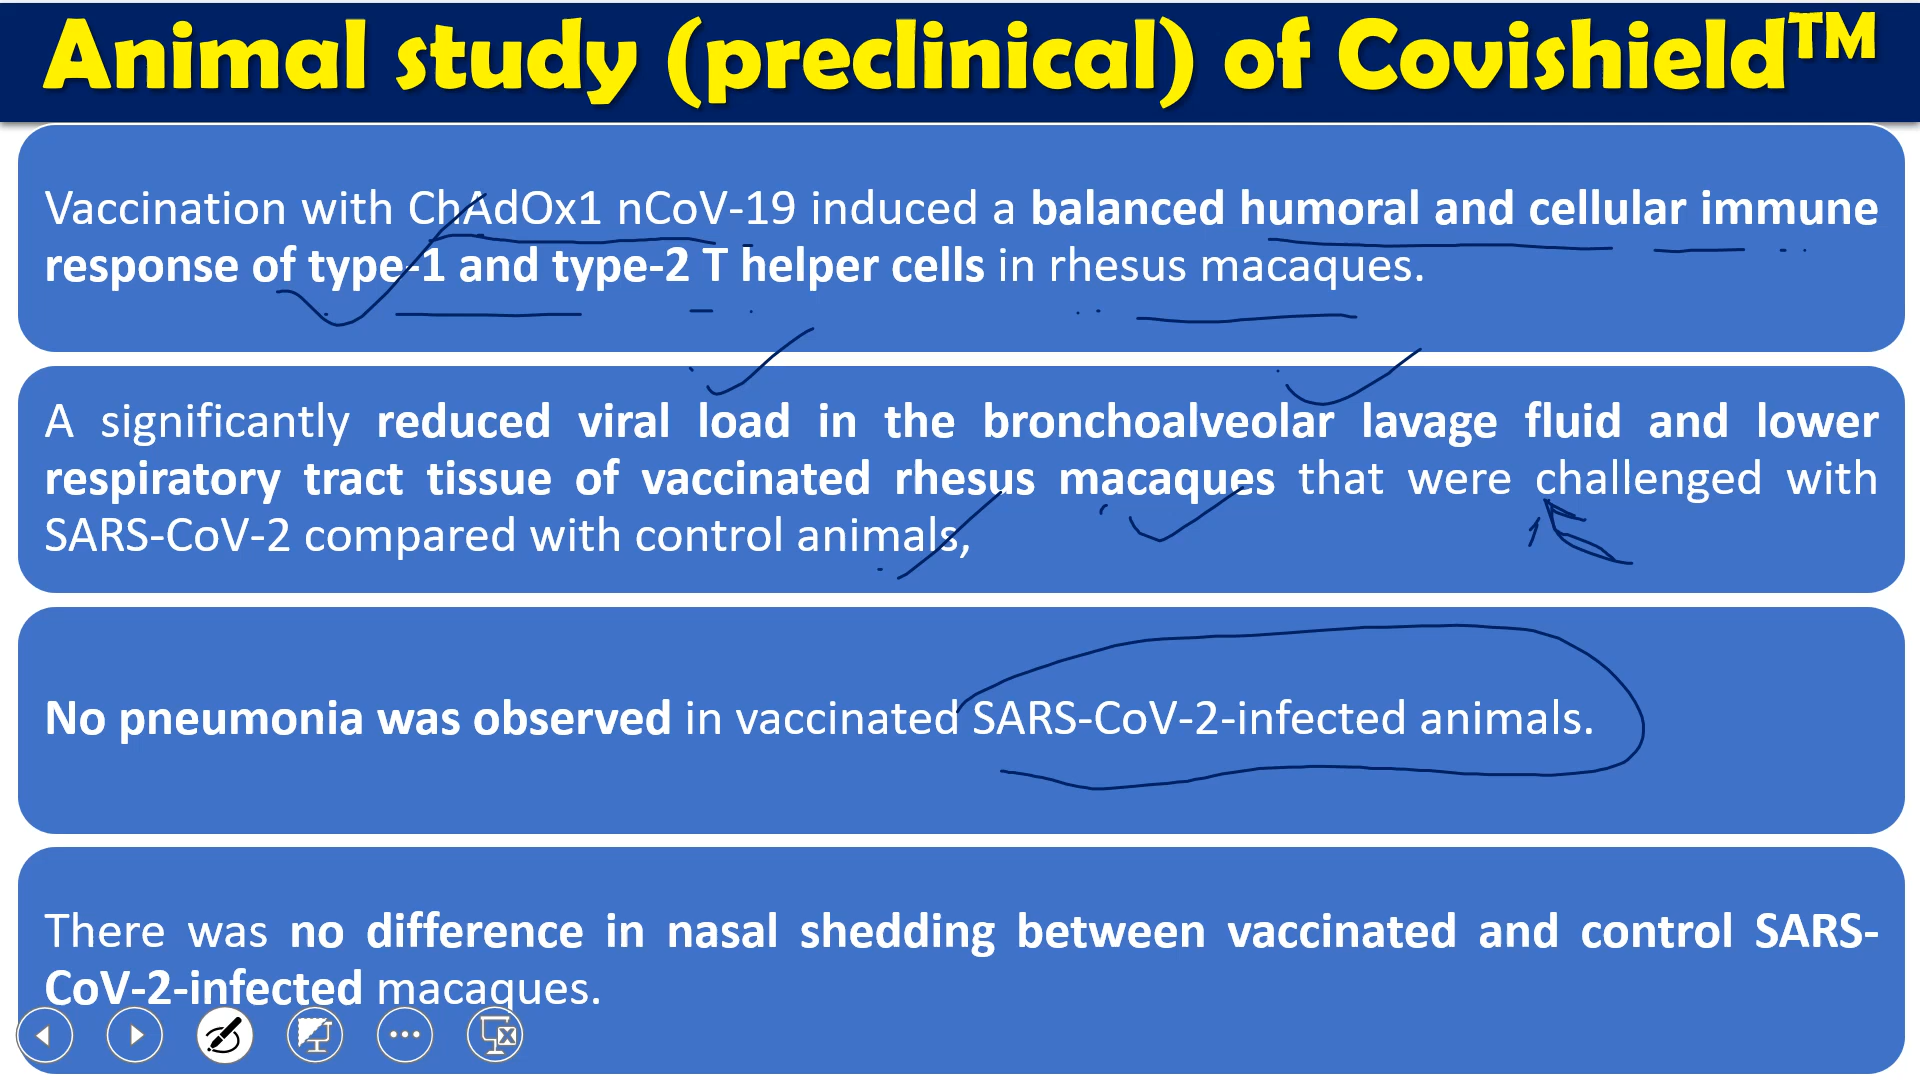 Animal study (preclinical) of Covishield™
Vaccination with ChAdOx1 nCoV-19 induced a balanced humoral and cellular immune
response of type-1 and type-2 T helper cells in rhesus macaques.
A significantly reduced viral load in the bronchoalveolar lavage fluid and lower
respiratory tract tissue of vaccinated rhesus macaques that were challenged with
SARS-CoV-2 compared with control animals,
No pneumonia was observed in vaccinated SARS-CoV-2-infected animals.
There was no difference in nasal shedding between vaccinated and control SARS-
CoV-2-infected macaques.